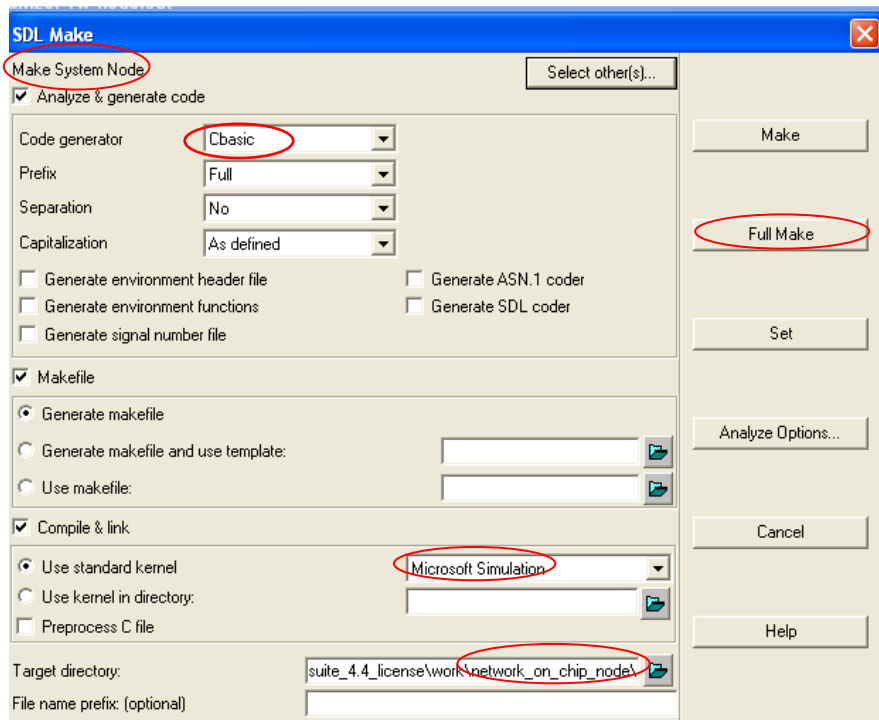 SDL Make
Make System Node
Select other(s)...
Analyze & generate code
Code generator
Cbasic
Make
Prefix
Full
Separation
No
Full Make
Capitalization
As defined
Generate environment header file
Generate ASN.1 coder
Generate environment functions
Generate SDL coder
Generate signal number file
Set
Makefile
Generate makefile
Generate makefile and use template:
Analyze Options...
Use makefile:
Compile & link
Cancel
Use standard kernel
Microsoft Simulation
Use kernel in directory:
Preprocess C file
Help
Target directory:
suite_4.4_license\work\network_on_chip_node\
File name prefix: (optional)